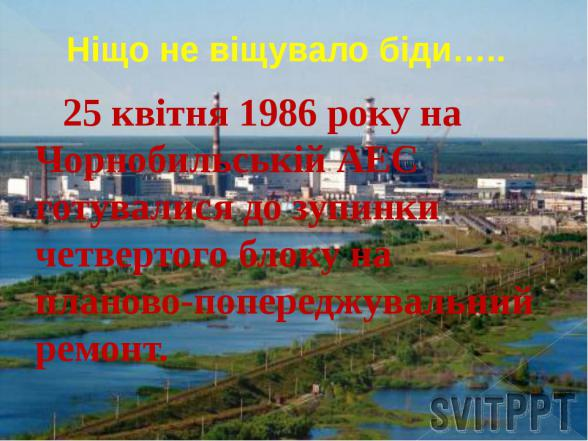 Ніщо не віщувало біди…..
25 квітня 1986 року на
Чорнобильській АЕС
готувалися до зупинки
четвертого блоку на
планово-попереджувальний
ремонт.
SVITPPT